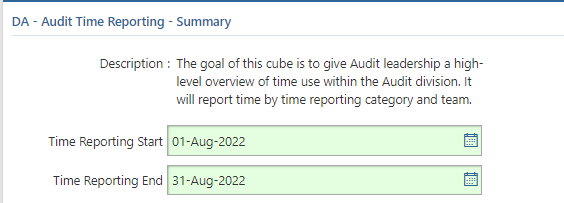 DA - Audit Time Reporting - Summary
Description : The goal of this cube is to give Audit leadership a high-
level overview of time use within the Audit division. It
will report time by time reporting category and team.
Time Reporting Start 01-Aug-2022
Time Reporting End 31-Aug-2022